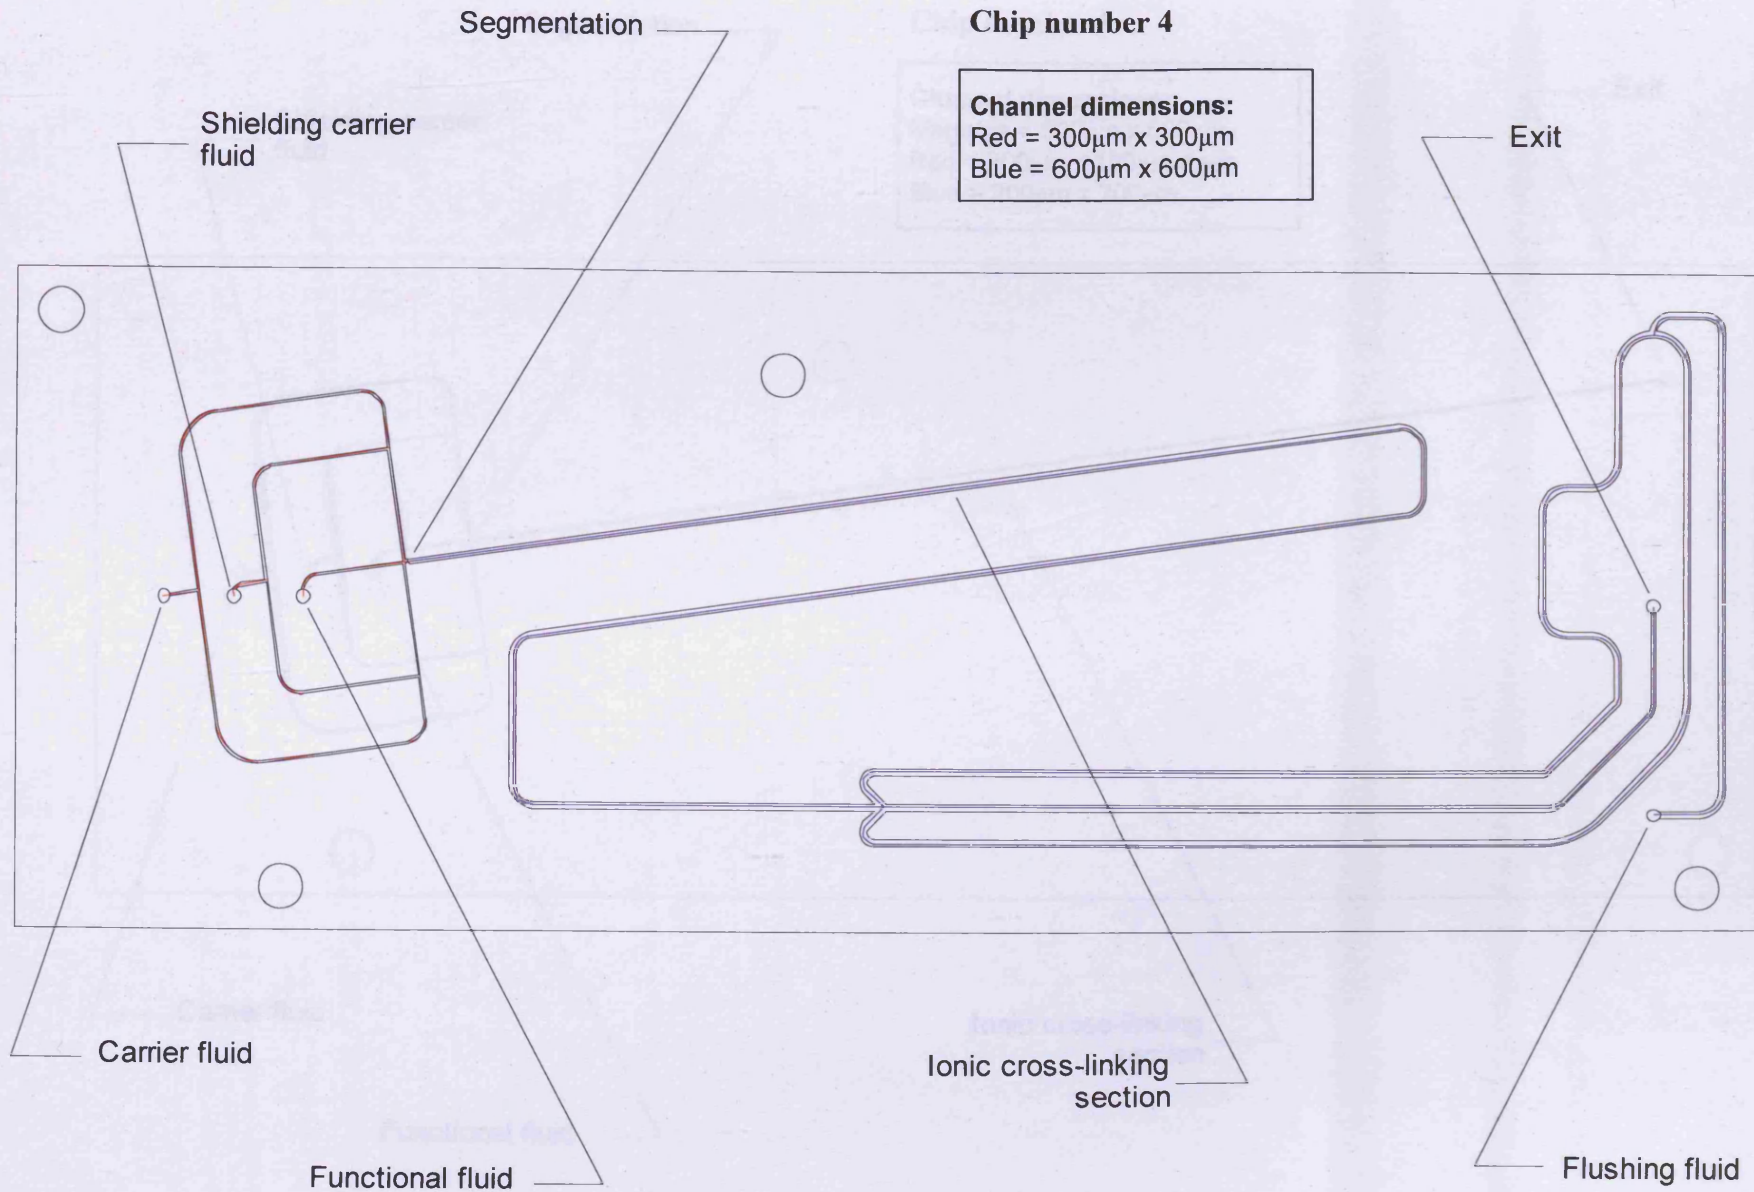 Segmentation
Chip number 4
Shielding carrier
fluid
Channel dimensions:
Red = 300µm x 300µm
Blue = 600µm x 600µm
Exit
Carrier fluid
Ionic cross-linking
section
Functional fluid
Flushing fluid